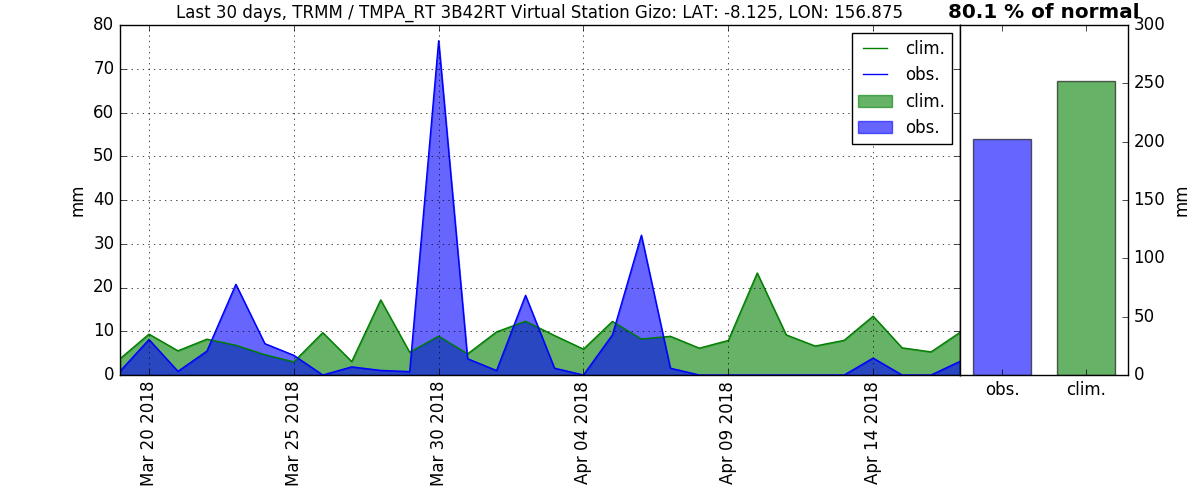 Last 30 days, TRMM / TMPA_RT 3B42RT Virtual Station Gizo: LAT: -8.125, LON: 156.875
80.1 % of normal
80
70
60
50
40
30
20
10
0
mm
clim.
obs.
clim.
obs.
Mar 20 2018
Mar 25 2018
Mar 30 2018
Apr 04 2018
Apr 09 2018
Apr 14 2018
300
250
200
150
100
50
0
mm
obs.
clim.